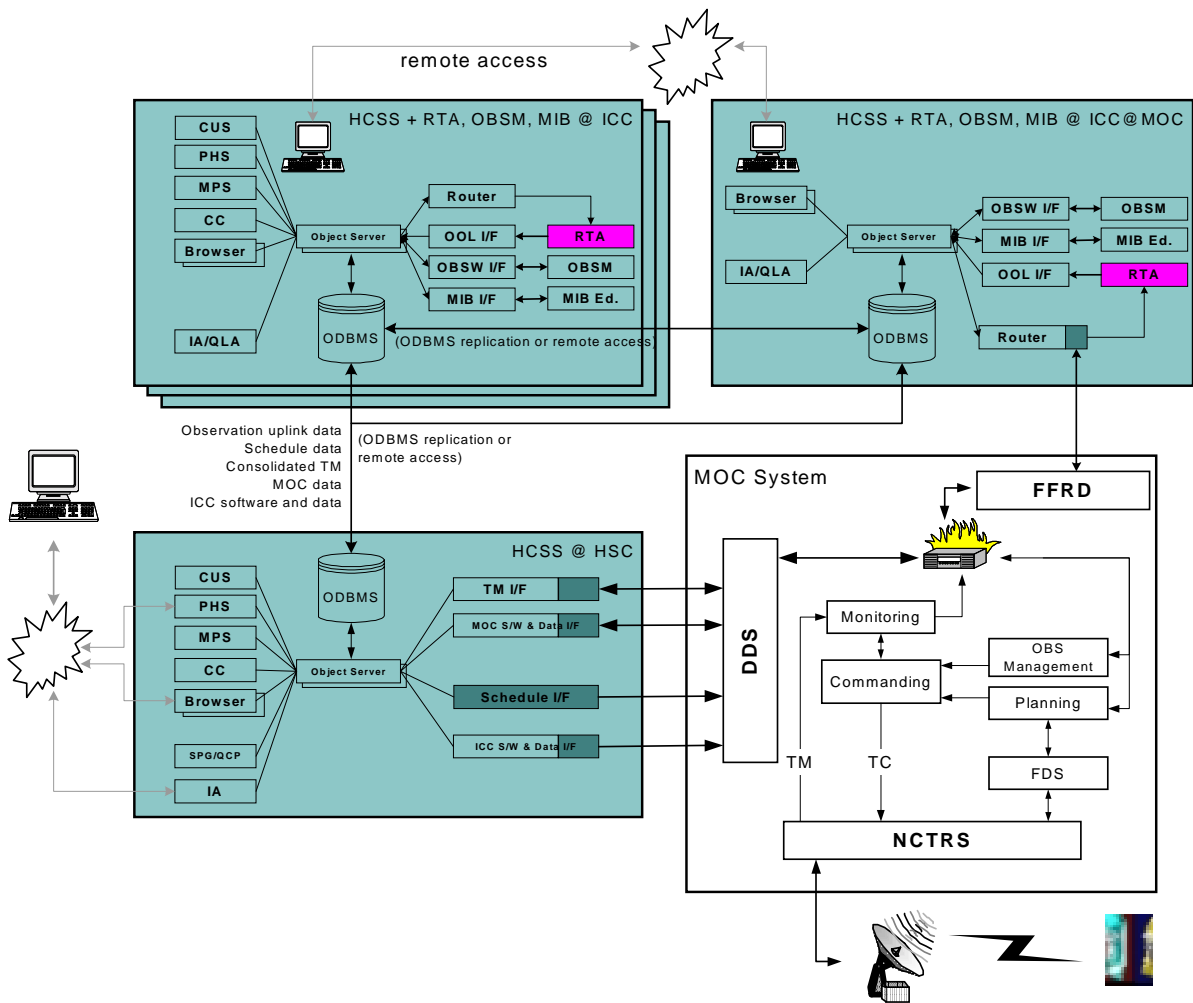 remote access
HCSS + RTA, OBSM, MIB @ ICC
CUS
PHS
MPS
CC
Browser
IA/QLA
Object Server
ODBMS
Router
OOL I/F
RTA
OBSW I/F
OBSM
MIB I/F
MIB Ed.
(ODBMS replication or remote access)
HCSS + RTA, OBSM, MIB @ ICC@MOC
Browser
IA/QLA
Object Server
ODBMS
OBSW I/F
OBSM
MIB I/F
MIB Ed.
OOL I/F
RTA
Router
Observation uplink data
Schedule data
Consolidated TM
MOC data
ICC software and data
(ODBMS replication or
remote access)
HCSS @ HSC
CUS
PHS
MPS
CC
Browser
SPG/QCP
IA
ODBMS
Object Server
TM I/F
MOC S/W & Data I/F
Schedule I/F
ICC S/W & Data I/F
MOC System
FFRD
DDS
Monitoring
Commanding
OBS
Management
Planning
FDS
TM
TC
NCTRS